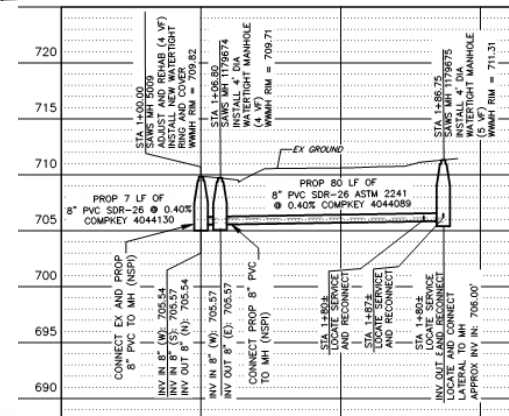 720
715
710
705
700
695
690
STA 1+00.00
SAWS MH 5009
ADJUST AND REHAB (4 VF)
INSTALL NEW WATERTIGHT
RING AND COVER
WWMH RIM = 709.82
STA 1+06.80
SAWS MH 1179674
INSTALL 4' DIA
WATERTIGHT MANHOLE
(4 VF)
WWMH RIM = 709.71
STA 1+86.75
SAWS MH 1179675
INSTALL 4' DIA
WATERTIGHT MANHOLE
(5 VF)
WWMH RIM = 711.31
EX GROUND
PROP 7 LF OF
8" PVC SDR-26 @ 0.40%
COMPKEY 4044130
PROP 80 LF OF
8" PVC SDR-26 ASTM 2241
@ 0.40% COMPKEY 4044089
CONNECT EX AND PROP
8" PVC TO MH (NSPI)
INV IN 8" (W): 705.54
INV IN 8" (S): 705.57
INV OUT 8" (N): 705.54
INV IN 8" (W): 705.57
INV OUT 8" (E): 705.57
CONNECT PROP 8" PVC
TO MH (NSPI)
STA 1+80±
LOCATE SERVICE
AND RECONNECT
STA 1+87±
LOCATE SERVICE
AND RECONNECT
STA 1+80±
LOCATE SERVICE
AND RECONNECT
INV OUT
LOCATE AND CONNECT
LATERAL TO MH
APPROX INV IN: 706.00'